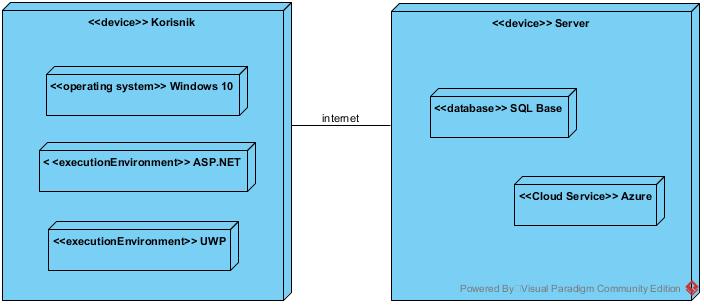 <<device>> Korisnik
<<operating system>> Windows 10
< <executionEnvironment>> ASP.NET
<<executionEnvironment>> UWP
internet
<<device>> Server
<<database>> SQL Base
<<Cloud Service>> Azure
Powered By Visual Paradigm Community Edition